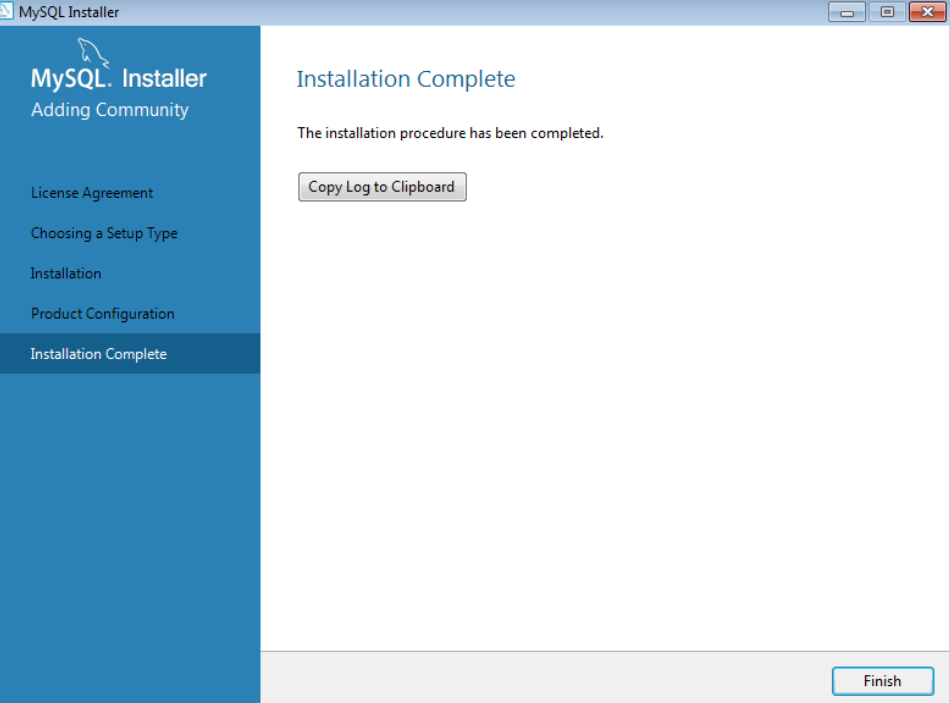 MySQL Installer
MySQL. Installer
Adding Community
License Agreement
Choosing a Setup Type
Installation
Product Configuration
Installation Complete
Installation Complete
The installation procedure has been completed.
Copy Log to Clipboard
Finish